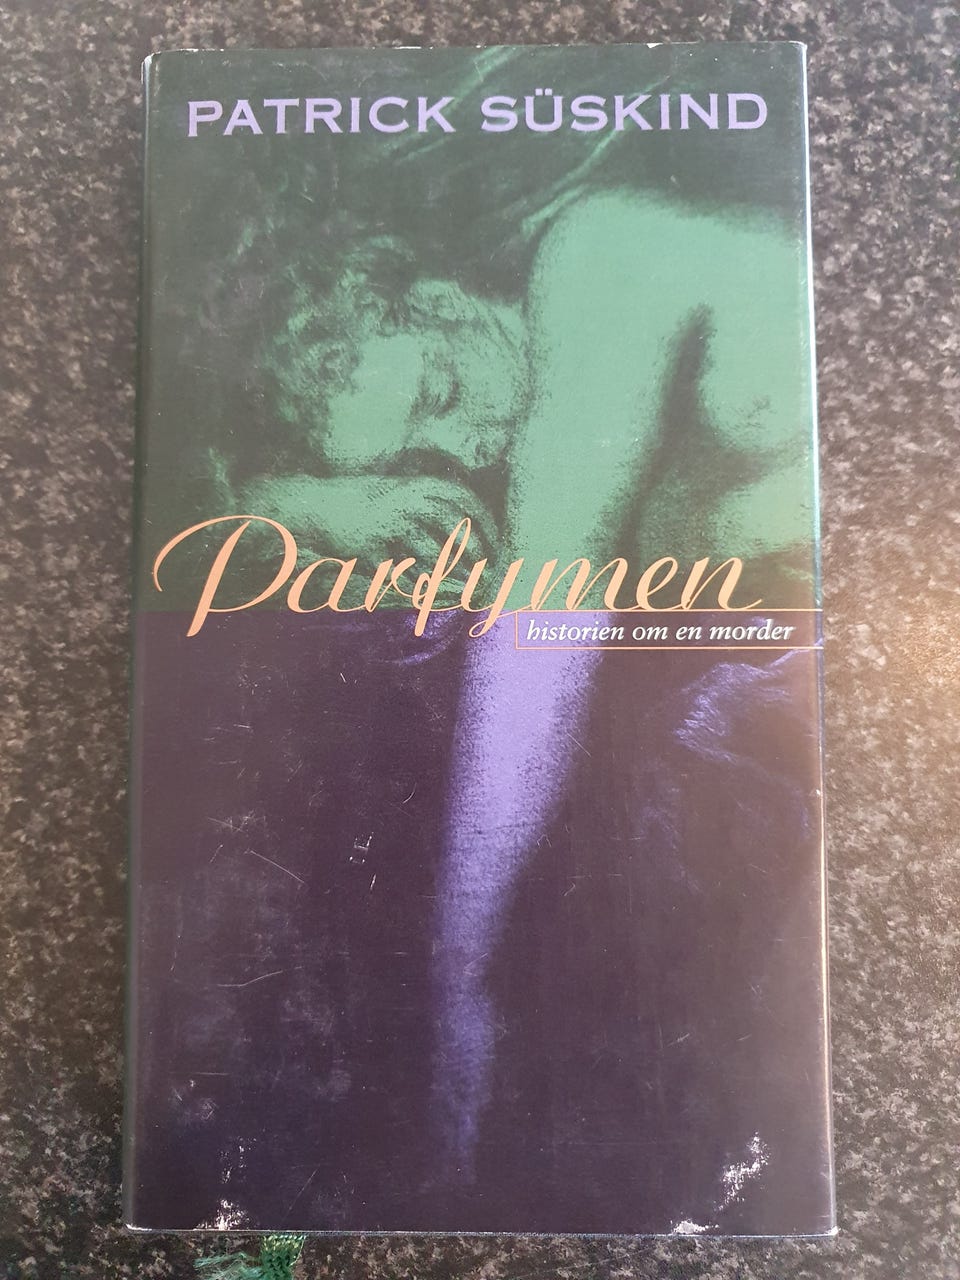 PATRICK SÜSKIND
Parfymen
historien om en morder